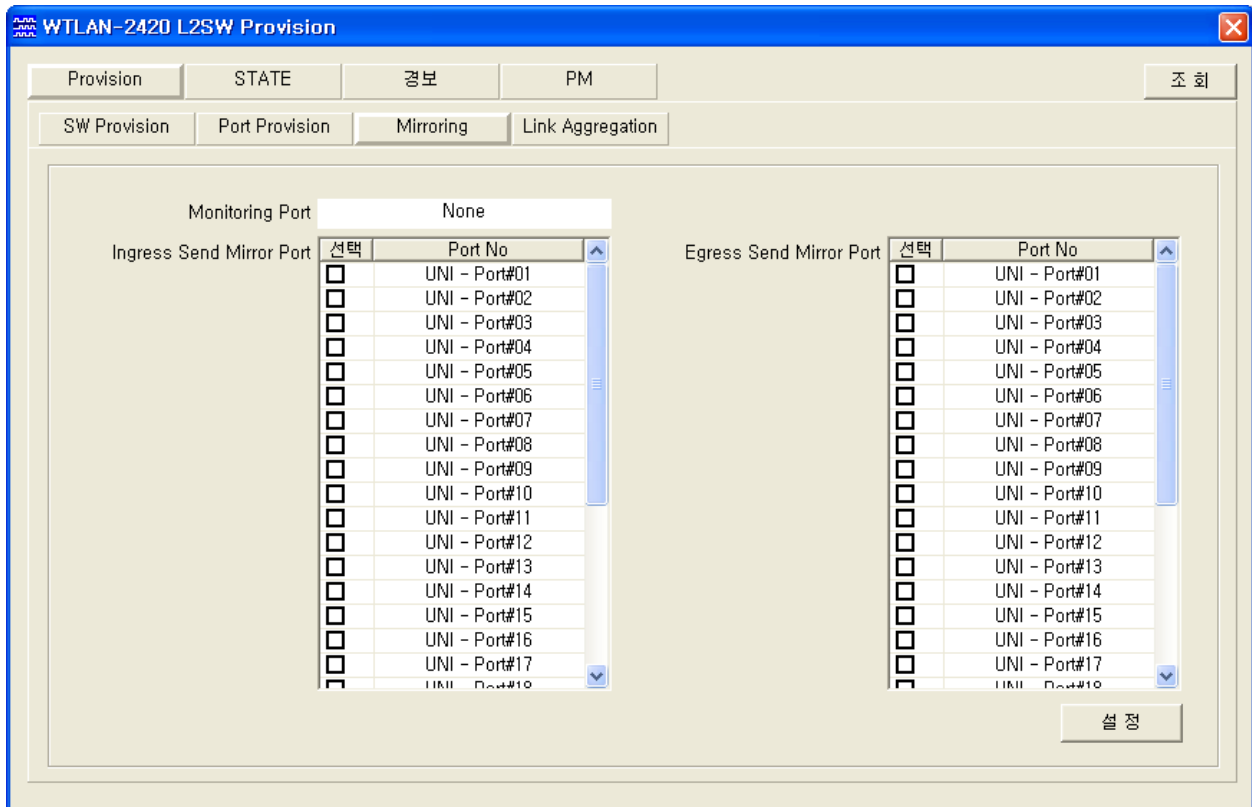 WTLAN-2420 L2SW Provision
Provision STATE 경보 PM 조 회
SW Provision Port Provision Mirroring Link Aggregation
Monitoring Port None
Ingress Send Mirror Port 선택 Port No
UNI - Port#01
UNI - Port#02
UNI - Port#03
UNI - Port#04
UNI - Port#05
UNI - Port#06
UNI - Port#07
UNI - Port#08
UNI - Port#09
UNI - Port#10
UNI - Port#11
UNI - Port#12
UNI - Port#13
UNI - Port#14
UNI - Port#15
UNI - Port#16
UNI - Port#17
Egress Send Mirror Port 선택 Port No
UNI - Port#01
UNI - Port#02
UNI - Port#03
UNI - Port#04
UNI - Port#05
UNI - Port#06
UNI - Port#07
UNI - Port#08
UNI - Port#09
UNI - Port#10
UNI - Port#11
UNI - Port#12
UNI - Port#13
UNI - Port#14
UNI - Port#15
UNI - Port#16
UNI - Port#17
설 정